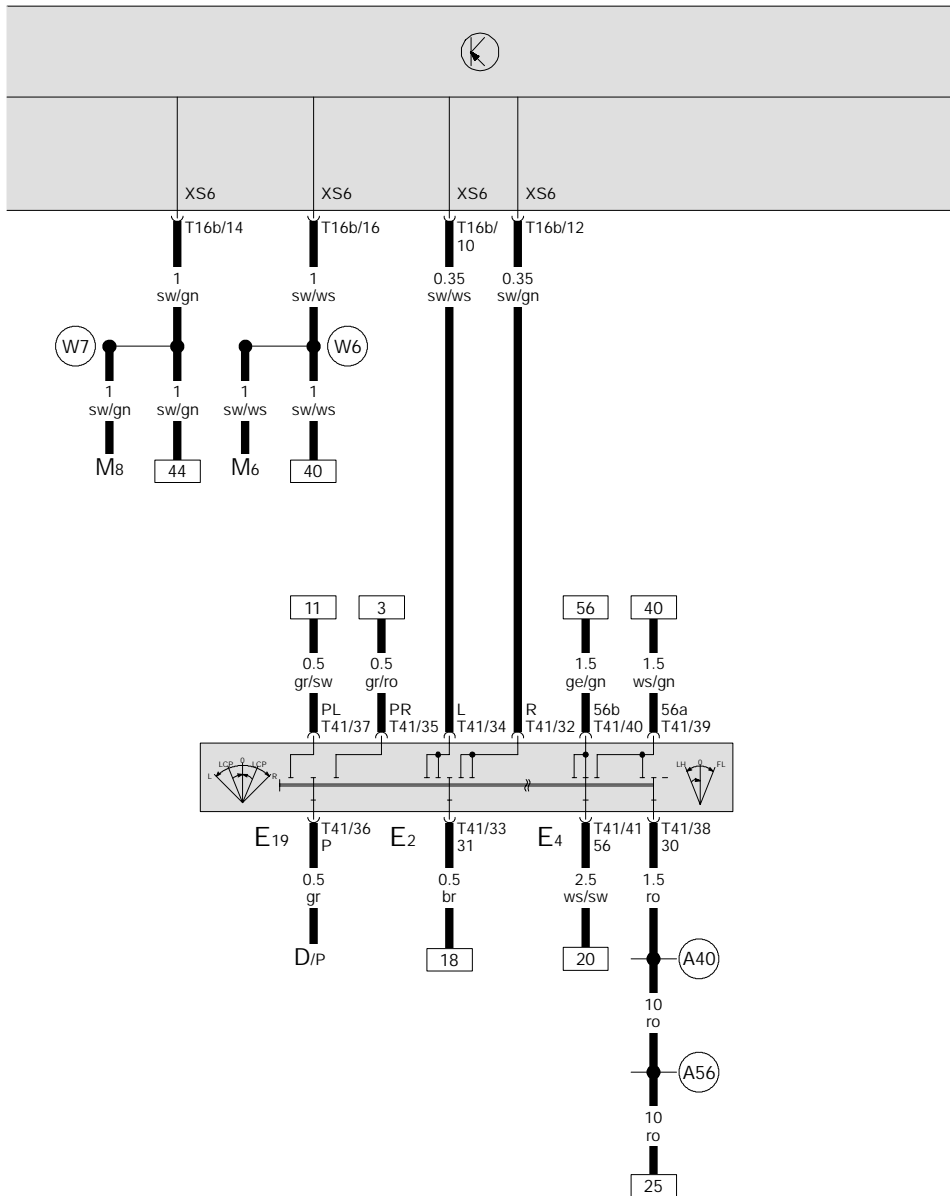 XS6 XS6 XS6 XS6
T16b/14 T16b/16 T16b/ T16b/12
10
1 1 0.35 0.35
sw/gn sw/ws sw/ws sw/gn
W7 W6
1 1 1 1
sw/gn sw/gn sw/ws sw/ws
M8 44 M6 40
11 3 56 40
0.5 0.5 1.5 1.5
gr/sw gr/ro ge/gn ws/gn
PL PR L R 56b 56a
T41/37 T41/35 T41/34 T41/32 T41/40 T41/39
L LCP 0 LCP R LH 0 FL
E19 T41/36 E2 T41/33 E4 T41/41 T41/38
P 31 56 30
0.5 0.5 2.5 1.5
gr br ws/sw ro
D/P 18 20 A40
10
ro
A56
10
ro
25